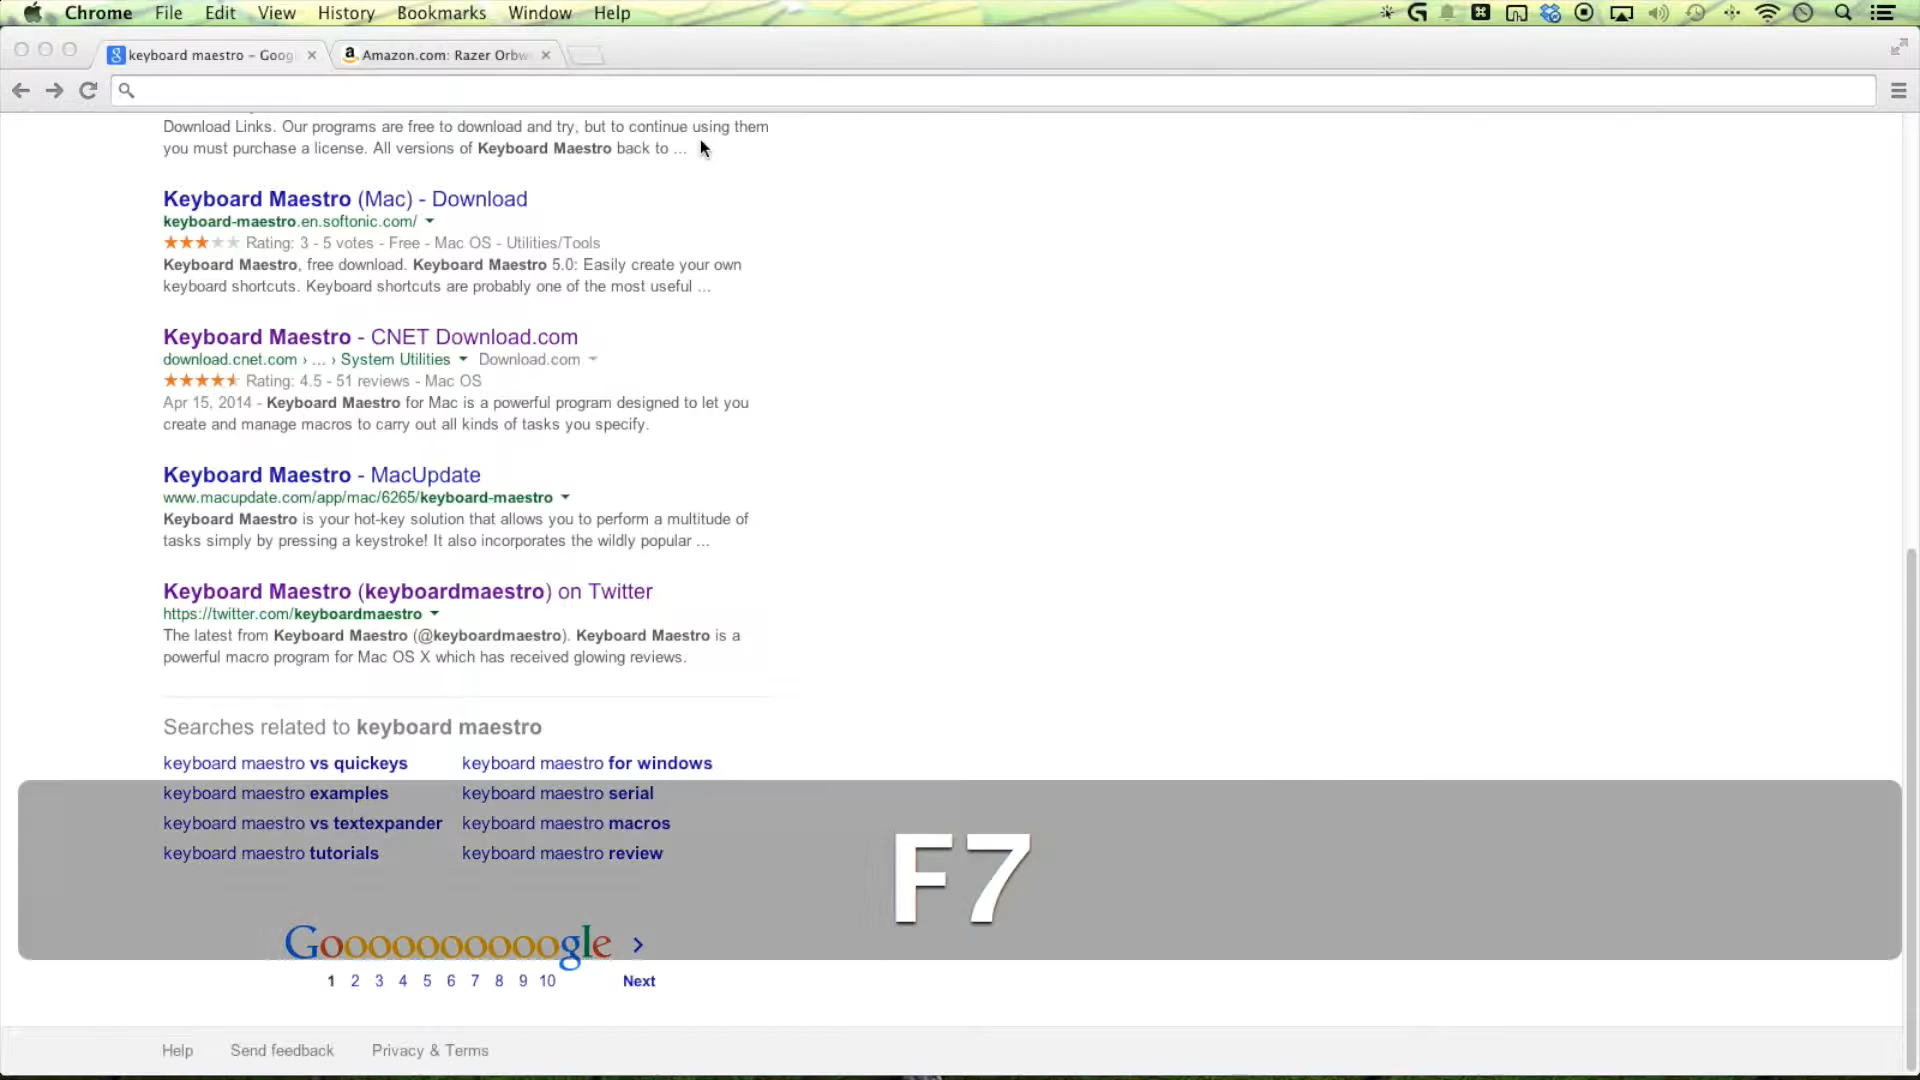 Chrome File Edit View History Bookmarks Window Help
keyboard maestro – Goog
Amazon.com: Razer Orbw
Download Links. Our programs are free to download and try, but to continue using them
you must purchase a license. All versions of Keyboard Maestro back to ...
Keyboard Maestro (Mac) - Download
keyboard-maestro.en.softonic.com/
Rating: 3 - 5 votes - Free - Mac OS - Utilities/Tools
Keyboard Maestro, free download. Keyboard Maestro 5.0: Easily create your own
keyboard shortcuts. Keyboard shortcuts are probably one of the most useful ...
Keyboard Maestro - CNET Download.com
download.cnet.com › ... › System Utilities Download.com
Rating: 4.5 - 51 reviews - Mac OS
Apr 15, 2014 - Keyboard Maestro for Mac is a powerful program designed to let you
create and manage macros to carry out all kinds of tasks you specify.
Keyboard Maestro - MacUpdate
www.macupdate.com/app/mac/6265/keyboard-maestro
Keyboard Maestro is your hot-key solution that allows you to perform a multitude of
tasks simply by pressing a keystroke! It also incorporates the wildly popular ...
Keyboard Maestro (keyboardmaestro) on Twitter
https://twitter.com/keyboardmaestro
The latest from Keyboard Maestro (@keyboardmaestro). Keyboard Maestro is a
powerful macro program for Mac OS X which has received glowing reviews.
Searches related to keyboard maestro
keyboard maestro vs quickeys keyboard maestro for windows
keyboard maestro examples keyboard maestro serial
keyboard maestro vs textexpander keyboard maestro macros
keyboard maestro tutorials keyboard maestro review
F7
Goooooooooogle >
1 2 3 4 5 6 7 8 9 10 Next
Help Send feedback Privacy & Terms